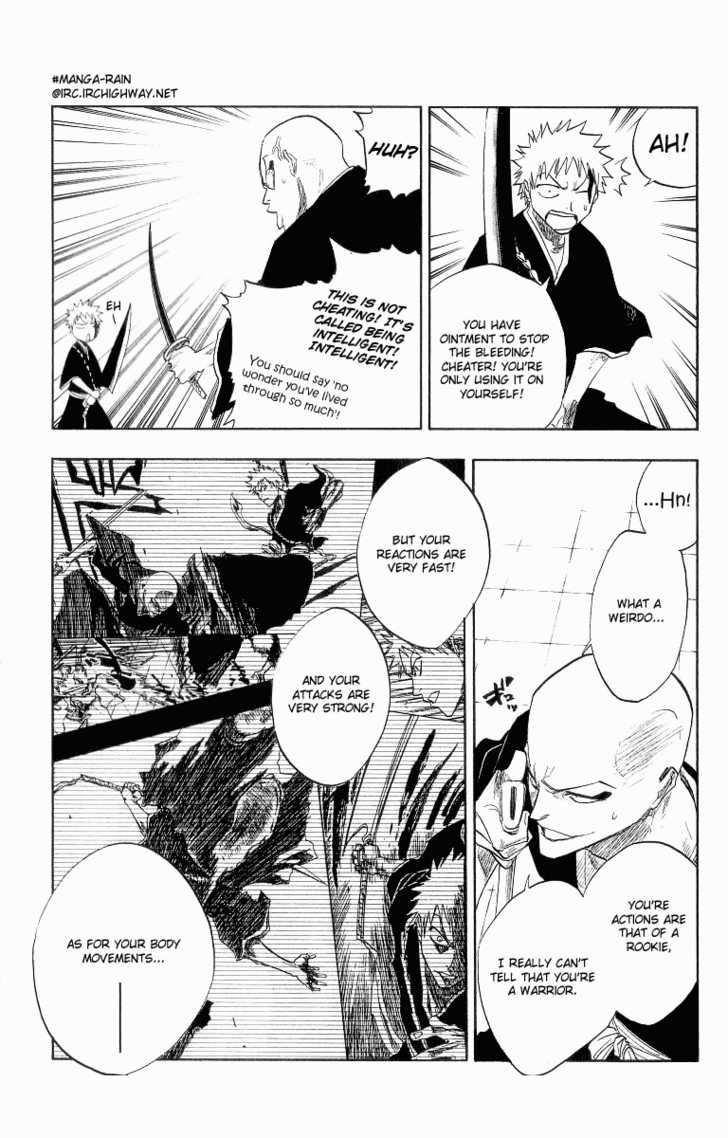 #MANGA-RAIN
@IRC.IRCHIGHWAY.NET
AH!
YOU HAVE
OINTMENT TO STOP
THE BLEEDING!
CHEATER! YOU'RE
ONLY USING IT ON
YOURSELF!
HUH?
THIS IS NOT
CHEATING! IT'S
CALLED BEING
INTELLIGENT!
INTELLIGENT!
You should say 'no
wonder you've lived
through so much'!
EH
...Hn!
WHAT A
WEIRDO...
YOU'RE
ACTIONS ARE
THAT OF A
ROOKIE,
I REALLY CAN'T
TELL THAT YOU'RE
A WARRIOR.
BUT YOUR
REACTIONS ARE
VERY FAST!
AND YOUR
ATTACKS ARE
VERY STRONG!
AS FOR YOUR BODY
MOVEMENTS...